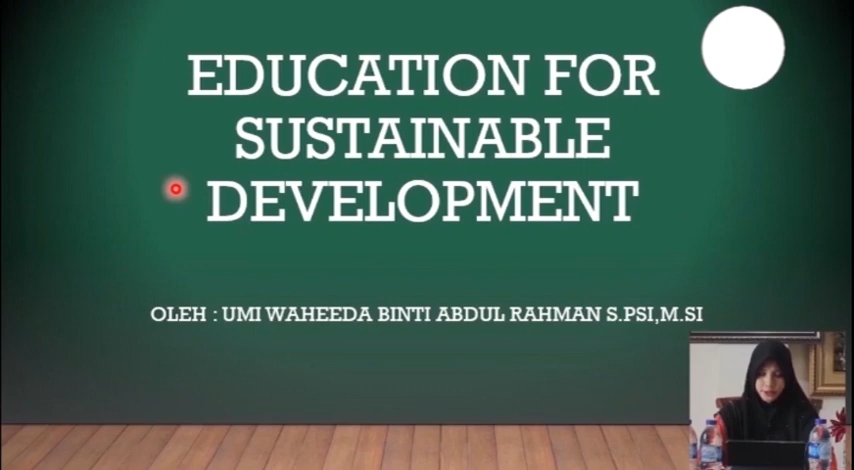 EDUCATION FOR
SUSTAINABLE
DEVELOPMENT
OLEH : UMI WAHEEDA BINTI ABDUL RAHMAN S.PSI,M.SI